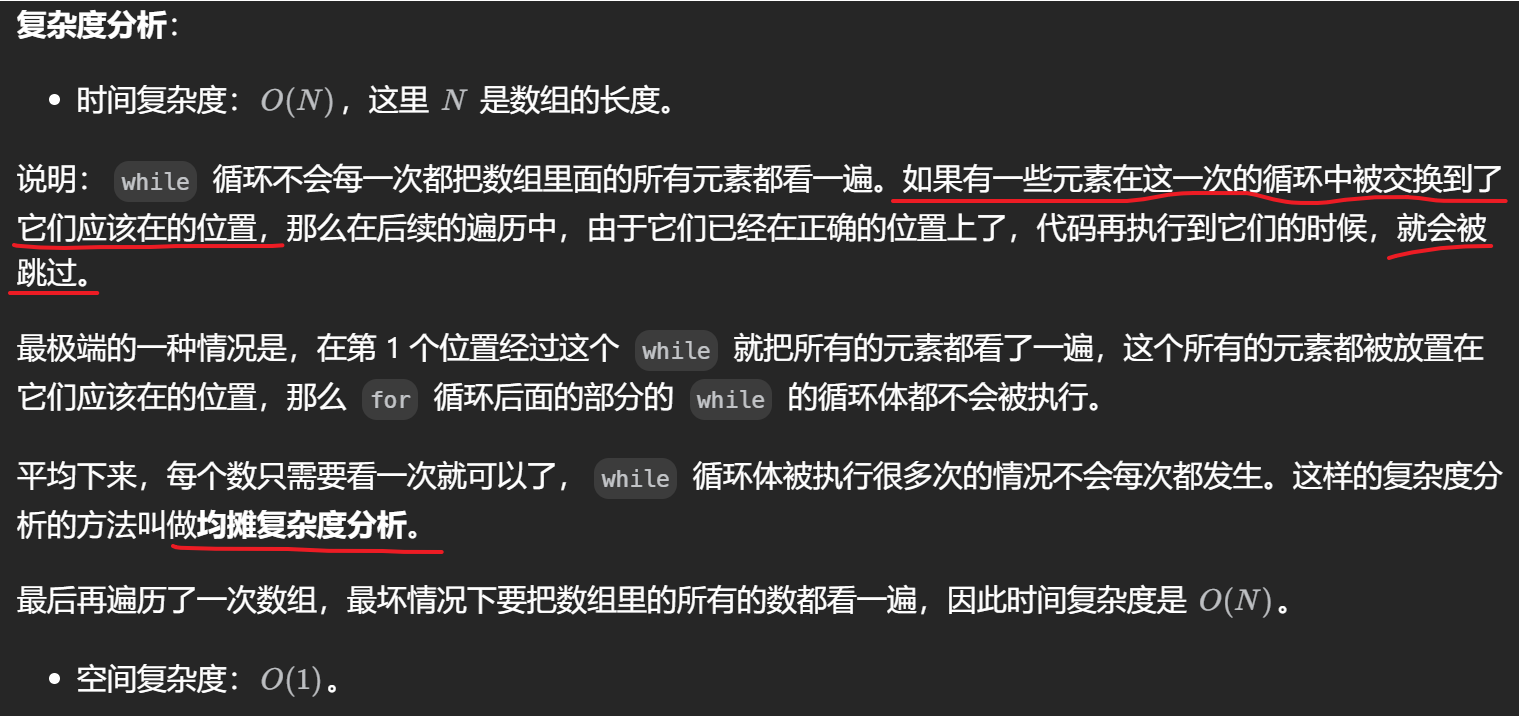 复杂度分析：
• 时间复杂度：O(N)，这里 N 是数组的长度。
说明： while 循环不会每一次都把数组里面的所有元素都看一遍。如果有一些元素在这一次的循环中被交换到了
它们应该在的位置，那么在后续的遍历中，由于它们已经在正确的位置上了，代码再执行到它们的时候，就会被
跳过。
最极端的一种情况是，在第 1 个位置经过这个 while 就把所有的元素都看了一遍，这个所有的元素都被放置在
它们应该在的位置，那么 for 循环后面的部分的 while 的循环体都不会被执行。
平均下来，每个数只需要看一次就可以了， while 循环体被执行很多次的情况不会每次都发生。这样的复杂度分
析的方法叫做均摊复杂度分析。
最后再遍历了一次数组，最坏情况下要把数组里的所有的数都看一遍，因此时间复杂度是 O(N)。
• 空间复杂度：O(1)。